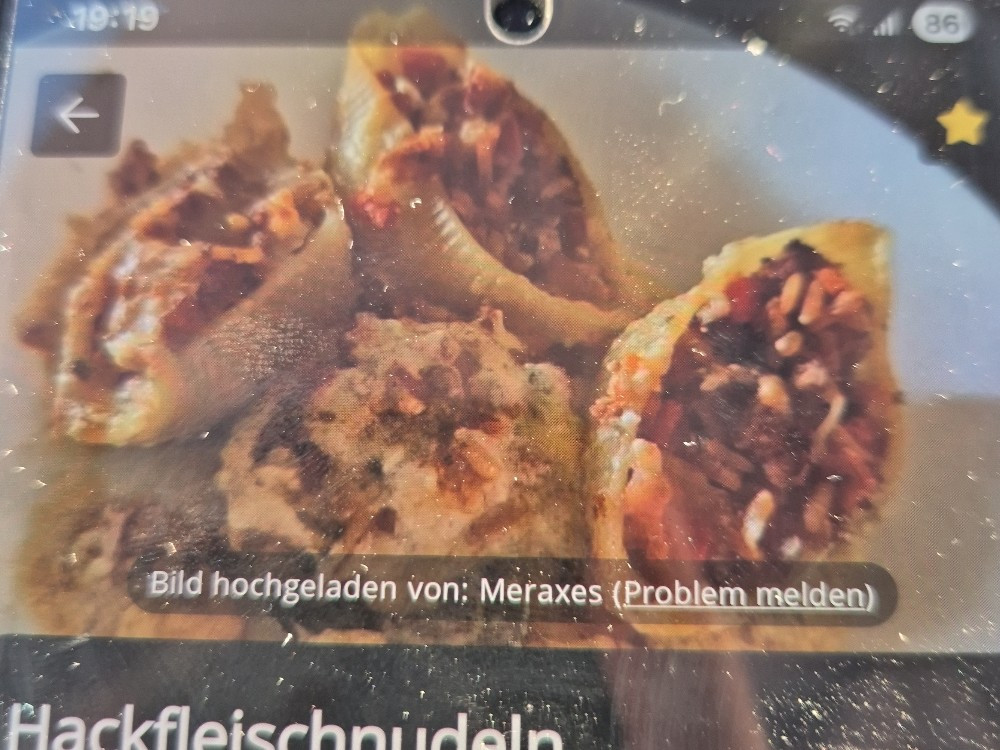 19:19
86
Bild hochgeladen von: Meraxes (Problem melden)
Hackfleischnudeln